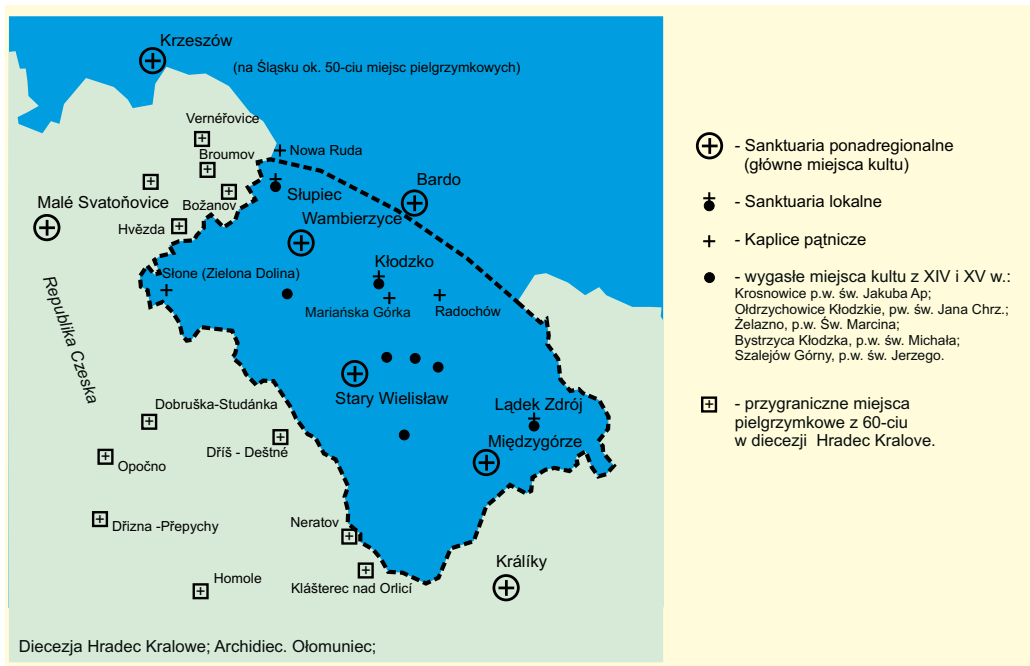 Krzeszów
(na Śląsku ok. 50-ciu miejsc pielgrzymkowych)
Vernéřovice
Nowa Ruda
Broumov
Bardo
Malé Svatoňovice
Božanov
Słupiec
Wambierzyce
Hvězda
Kłodzko
Słone (Zielona Dolina)
Mariańska Górka
Radochów
Republika Czeska
Stary Wielisław
Dobruška-Studánka
Lądek Zdrój
Międzygórze
Dříš - Deštné
Opočno
Neratov
Dřizna -Přepychy
Králíky
Homole
Klášterec nad Orlicí
Diecezja Hradec Kralowe; Archidiec. Ołomuniec;
- Sanktuaria ponadregionalne
(główne miejsca kultu)
- Sanktuaria lokalne
- Kaplice pątnicze
- wygasłe miejsca kultu z XIV i XV w.:
Krosnowice p.w. św. Jakuba Ap;
Ołdrzychowice Kłodzkie, pw. św. Jana Chrz.;
Żelazno, p.w. Św. Marcina;
Bystrzyca Kłodzka, p.w. św. Michała;
Szalejów Górny, p.w. św. Jerzego.
- przygraniczne miejsca
pielgrzymkowe z 60-ciu
w diecezji Hradec Kralove.